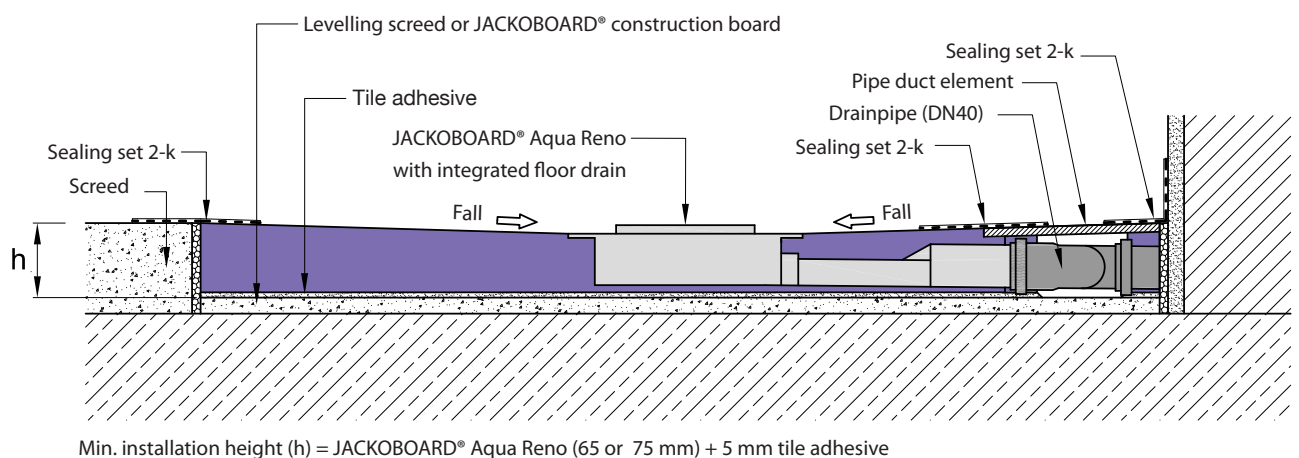 Levelling screed or JACKOBOARD® construction board
Sealing set 2-k
Pipe duct element
Tile adhesive
Drainpipe (DN40)
JACKOBOARD® Aqua Reno
with integrated floor drain
Sealing set 2-k
Sealing set 2-k
Screed
Fall
Fall
h
Min. installation height (h) = JACKOBOARD® Aqua Reno (65 or 75 mm) + 5 mm tile adhesive